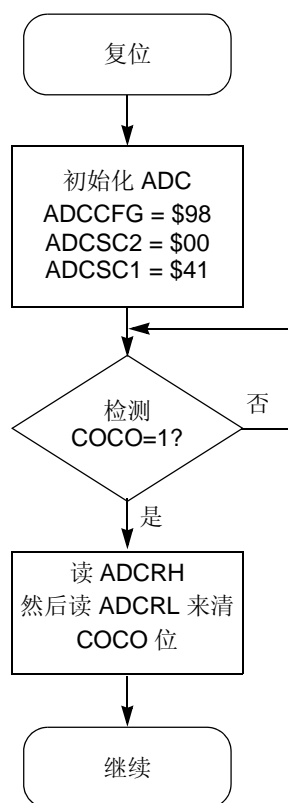 复位
初始化 ADC
ADCCFG = $98
ADCSC2 = $00
ADCSC1 = $41
检测
COCO=1?
否
是
读 ADCRH
然后读 ADCRL 来清
COCO 位
继续